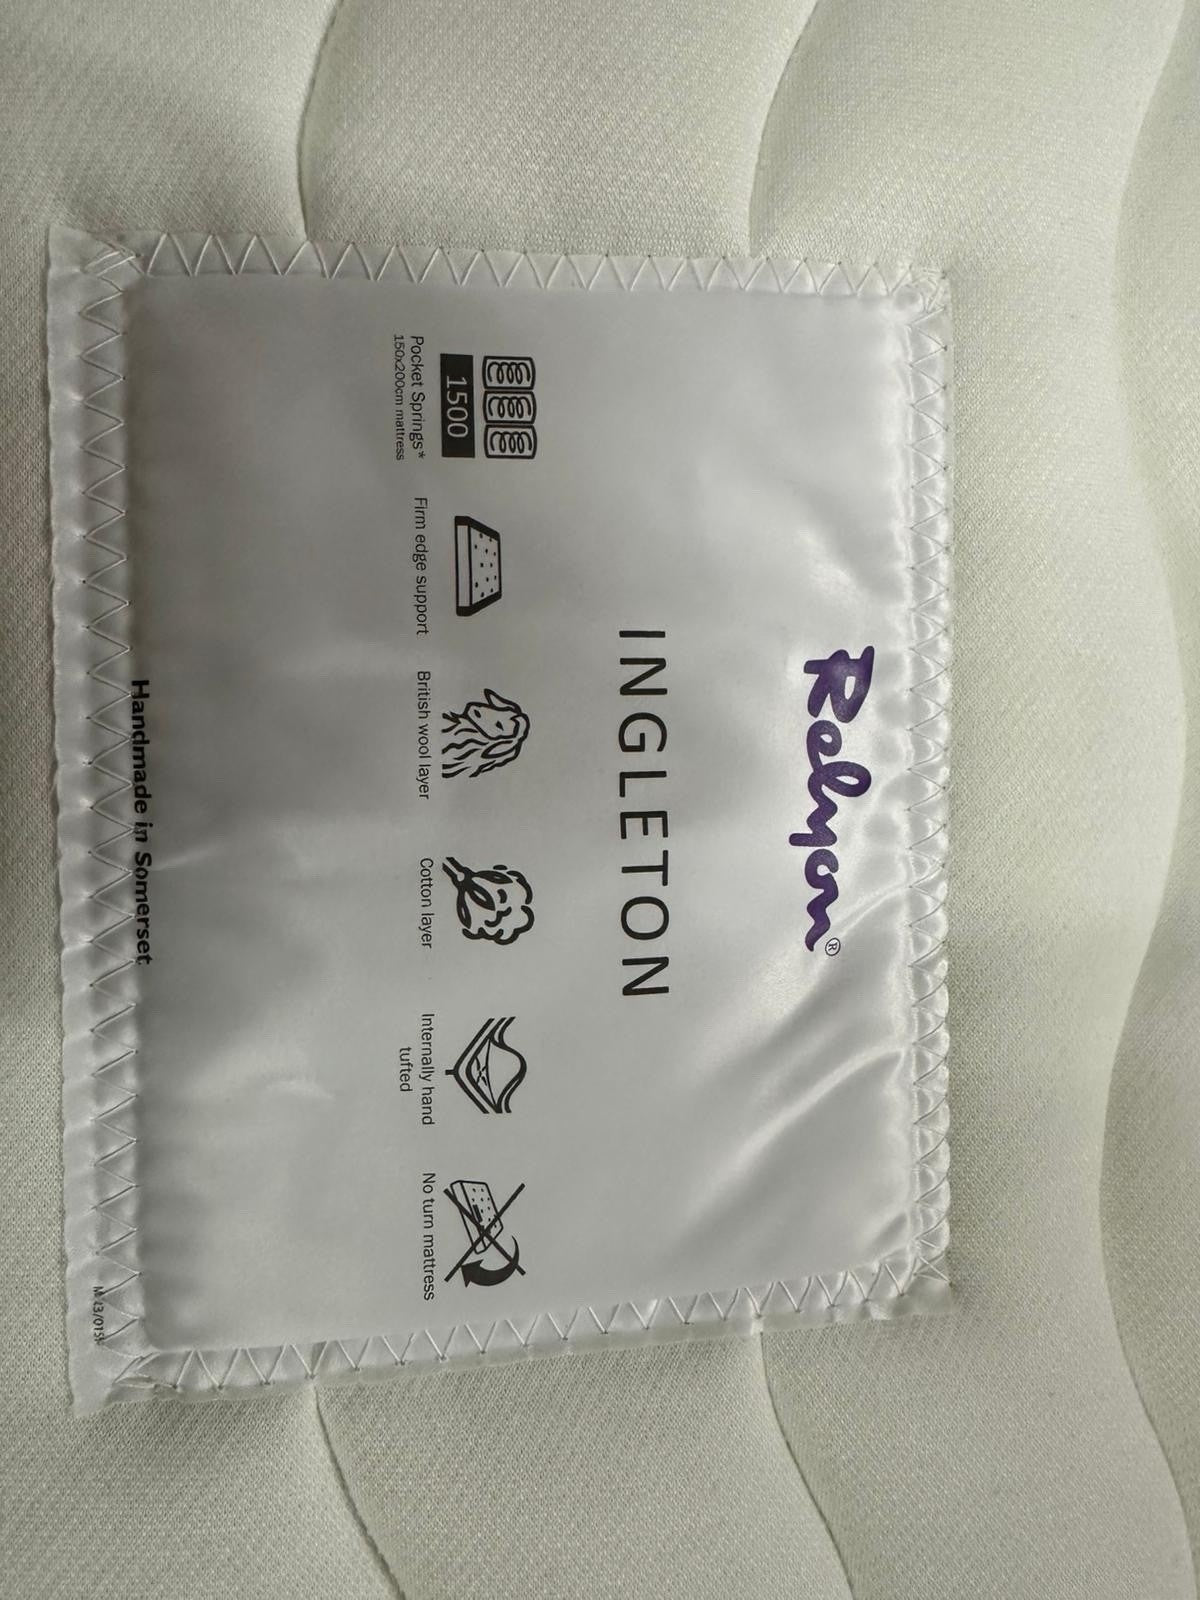 Relyon®
INGLETON
1500
Pocket Springs*
150x200cm mattress
Firm edge support
British wool layer
Cotton layer
Internally hand
tufted
No turn mattress
Handmade in Somerset